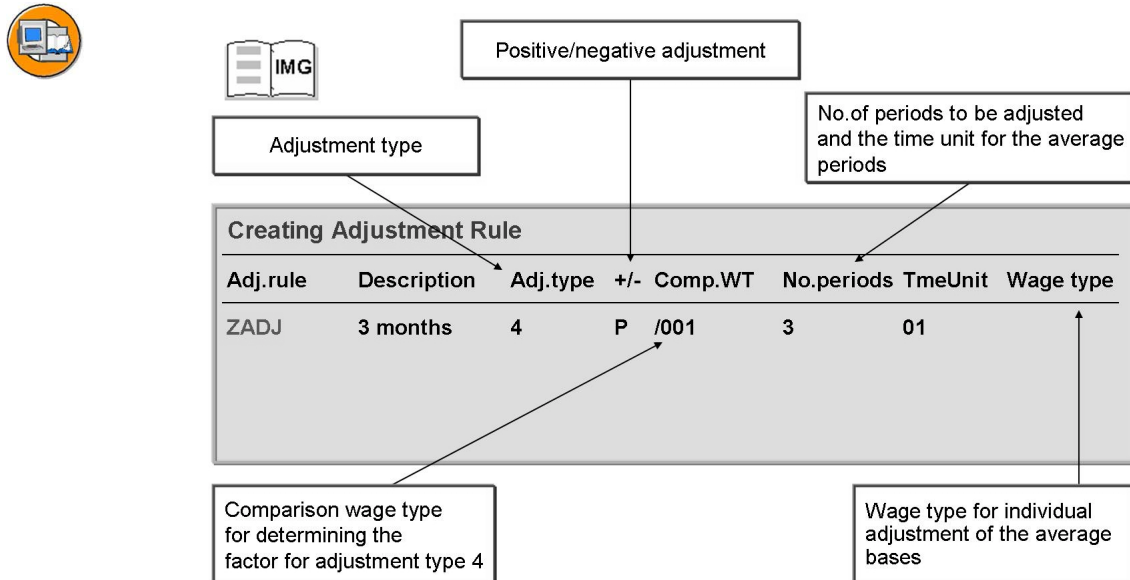 IMG
Positive/negative adjustment
Adjustment type
No.of periods to be adjusted
and the time unit for the average
periods
Creating Adjustment Rule
Adj.rule Description Adj.type +/- Comp.WT No.periods TmeUnit Wage type
ZADJ 3 months 4 P /001 3 01
Comparison wage type
for determining the
factor for adjustment type 4
Wage type for individual
adjustment of the average
bases